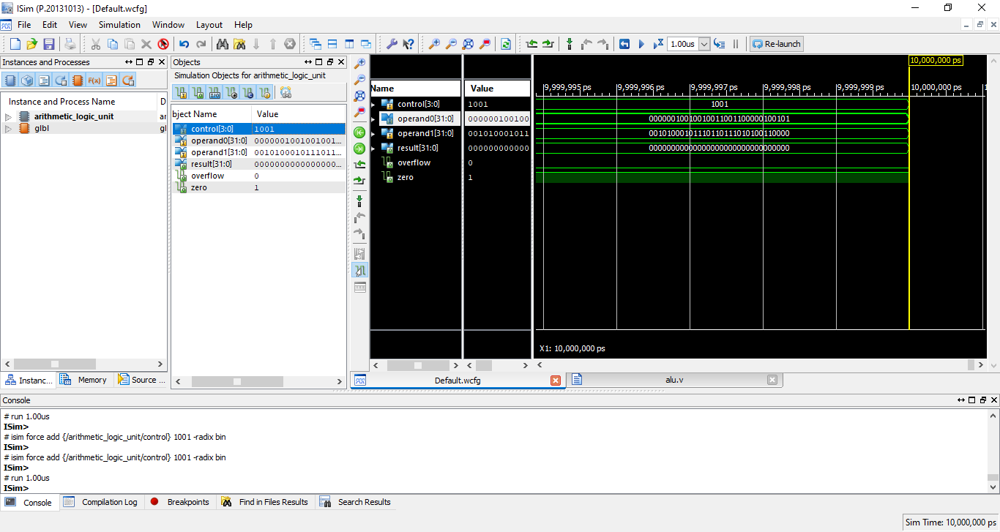 ISim (P.20131013) - [Default.wcfg]
File Edit View Simulation Window Layout Help
1.00us
Re-launch
Instances and Processes
Instance and Process Name D
arithmetic_logic_unit ar
glbl gl
Instanc... Memory Source ...
Objects
Simulation Objects for arithmetic_logic_unit
bject Name Value
control[3:0] 1001
operand0[31:0] 0000001001001001...
operand1[31:0] 0010100010111011...
result[31:0] 0000000000000000...
overflow 0
zero 1
Name Value
control[3:0] 1001
operand0[31:0] 000000100100
operand1[31:0] 001010001011
result[31:0] 000000000000
overflow 0
zero 1
10,000,000 ps
9,999,995 ps 9,999,996 ps 9,999,997 ps 9,999,998 ps 9,999,999 ps 10,000,000 ps 1
1001
00000010010010011001100000100101
00101000101110110111010100110000
00000000000000000000000000000000
X1: 10,000,000 ps
Default.wcfg alu.v
Console
# run 1.00us
ISim>
# isim force add {/arithmetic_logic_unit/control} 1001 -radix bin
ISim>
# isim force add {/arithmetic_logic_unit/control} 1001 -radix bin
ISim>
# run 1.00us
ISim>
Console Compilation Log Breakpoints Find in Files Results Search Results
Sim Time: 10,000,000 ps